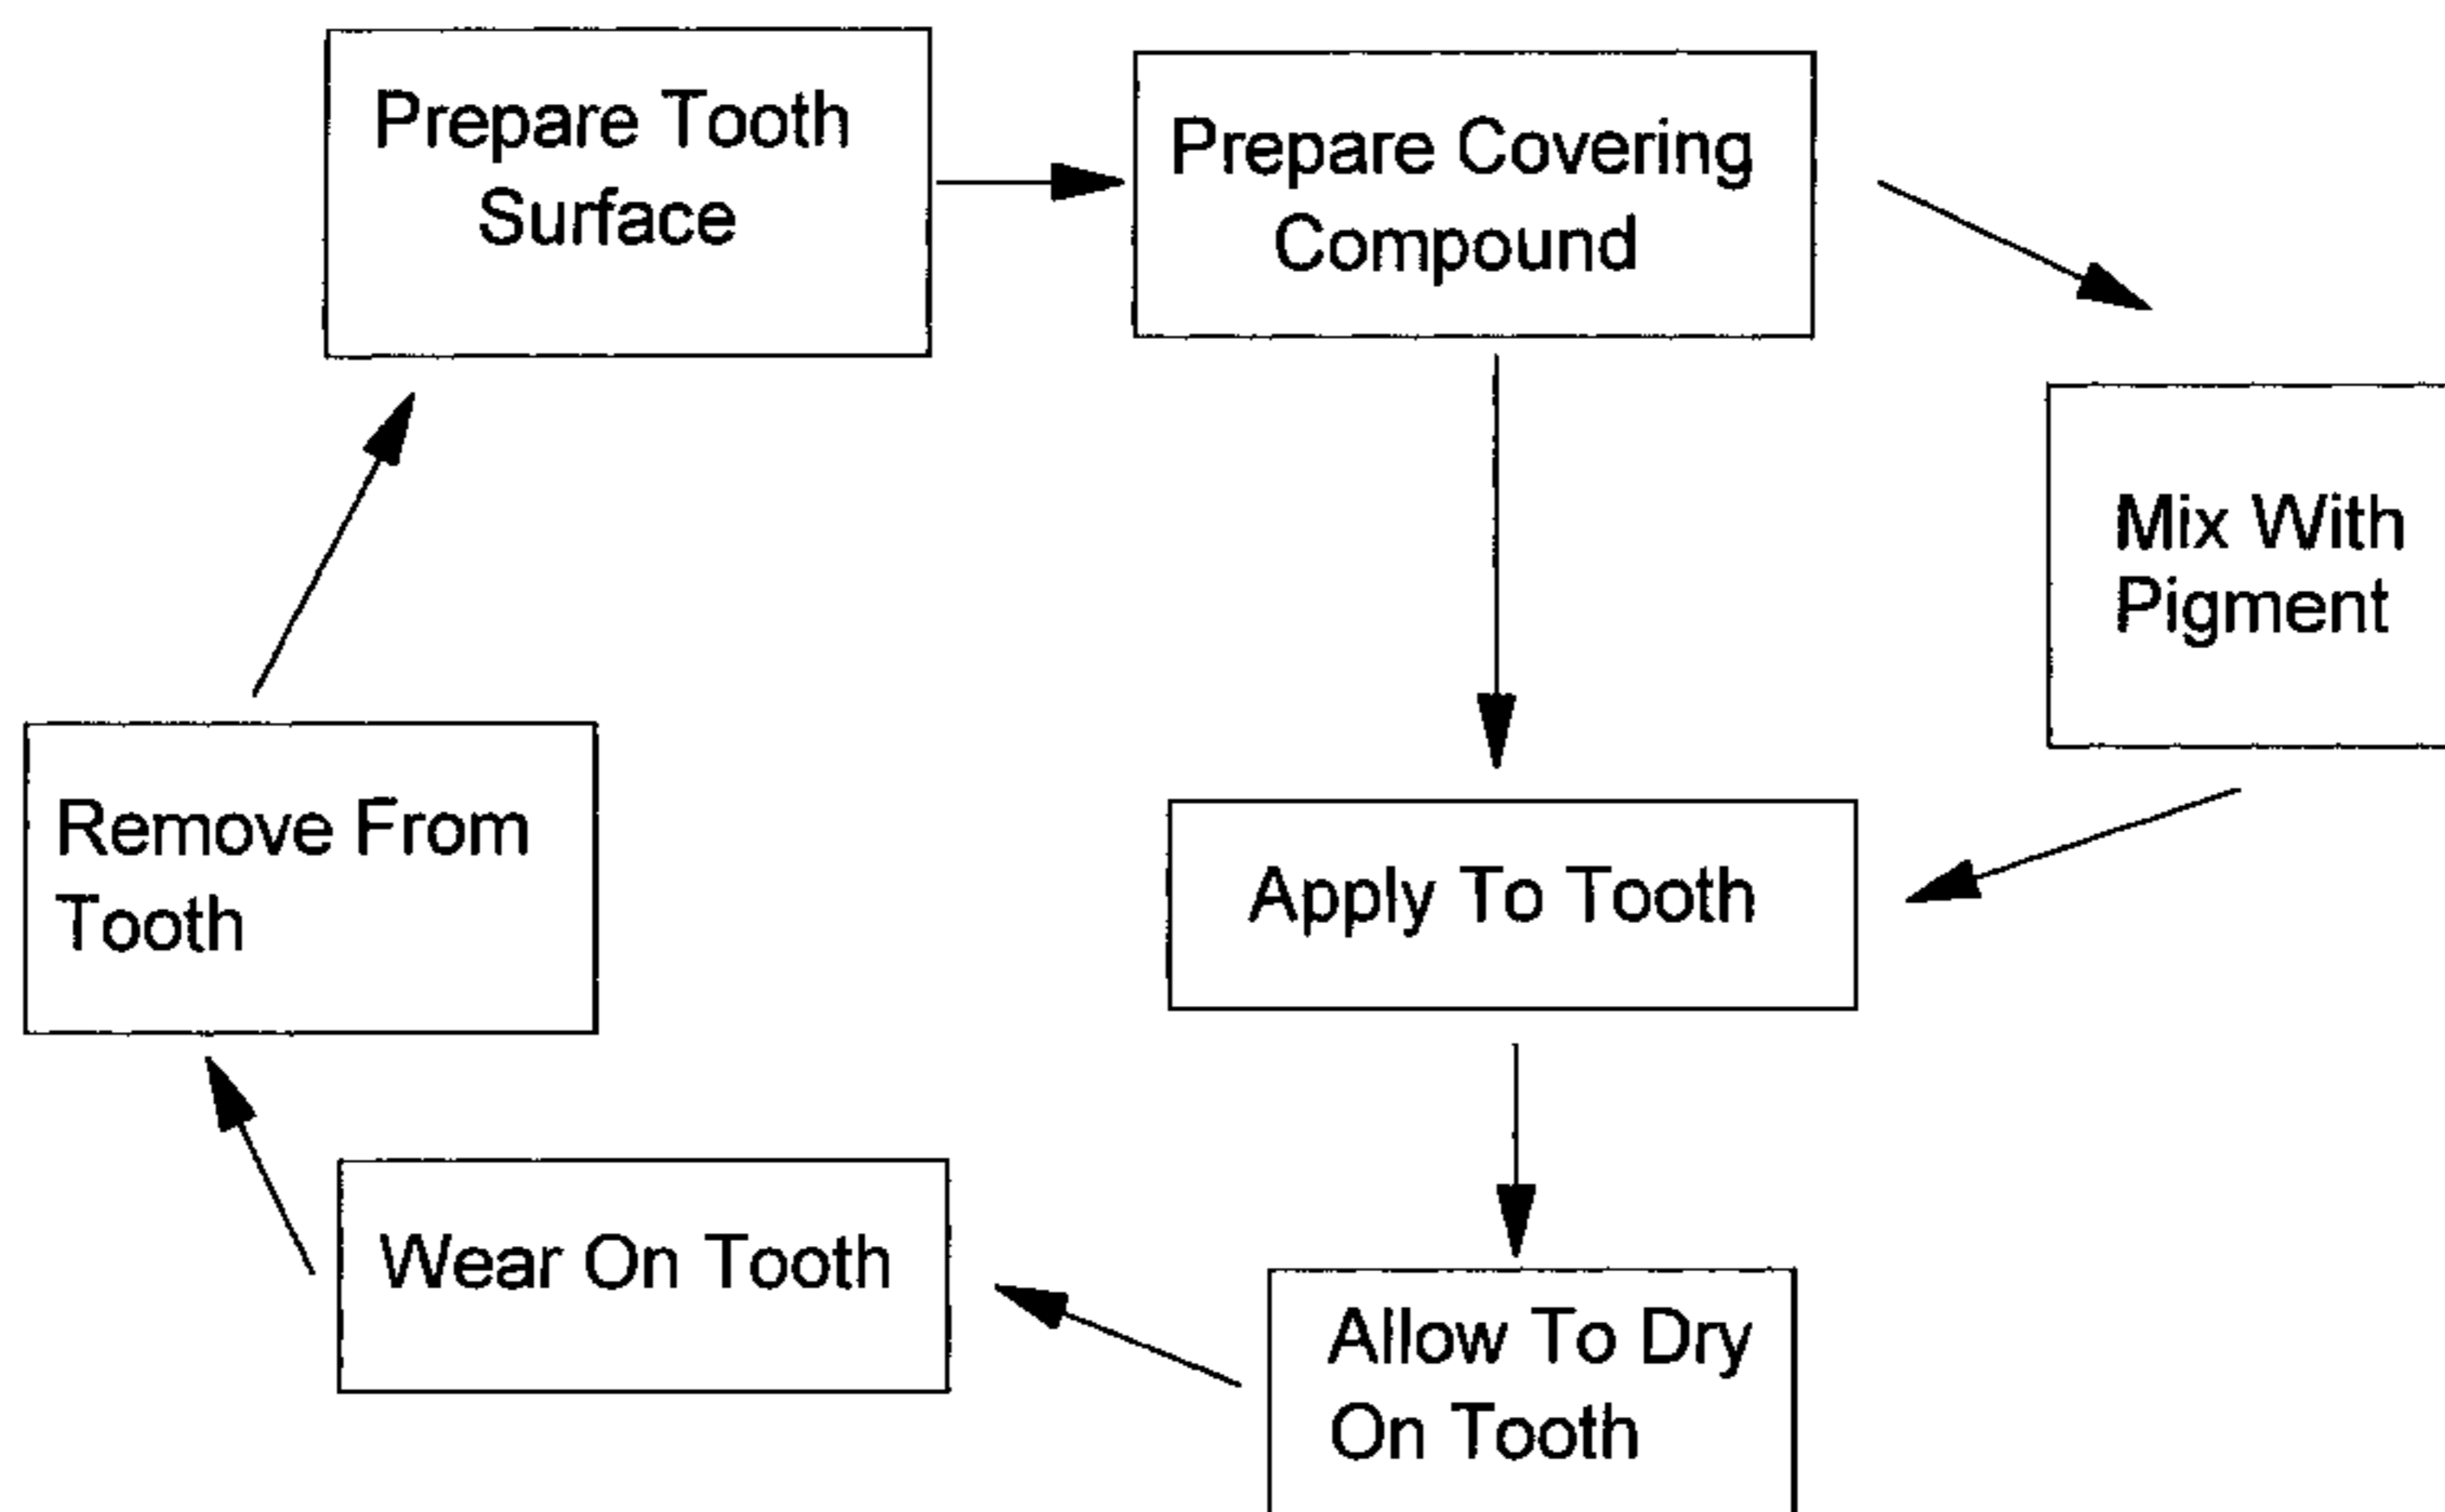 Prepare Tooth
Surface
Prepare Covering
Compound
Mix With
Pigment
Apply To Tooth
Allow To Dry
On Tooth
Wear On Tooth
Remove From
Tooth